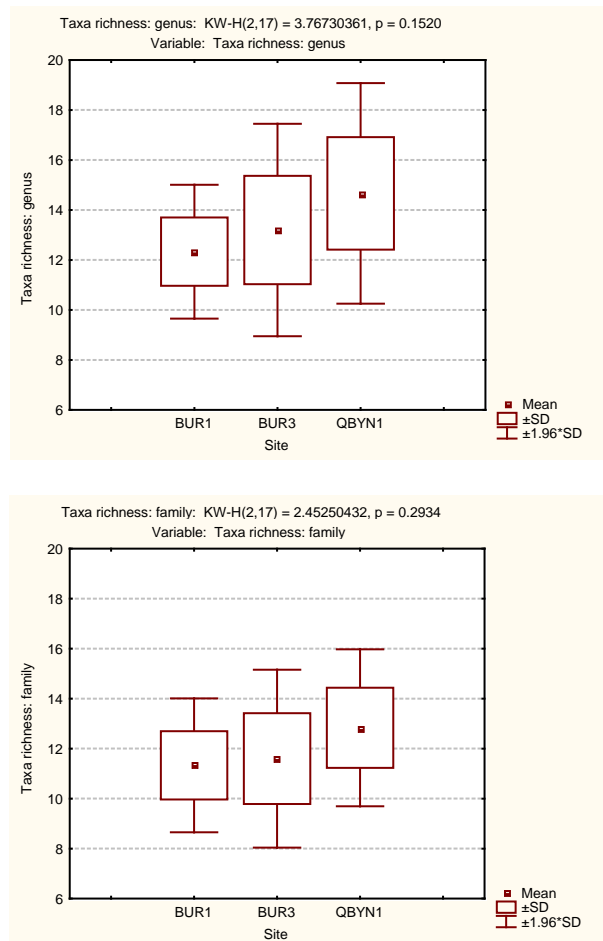 Taxa richness: genus: KW-H(2,17) = 3.76730361, p = 0.1520
Variable: Taxa richness: genus
20
18
16
14
12
10
8
6
Taxa richness: genus
BUR1 BUR3 QBYN1
Site
Mean
±SD
±1.96*SD
Taxa richness: family: KW-H(2,17) = 2.45250432, p = 0.2934
Variable: Taxa richness: family
20
18
16
14
12
10
8
6
Taxa richness: family
BUR1 BUR3 QBYN1
Site
Mean
±SD
±1.96*SD